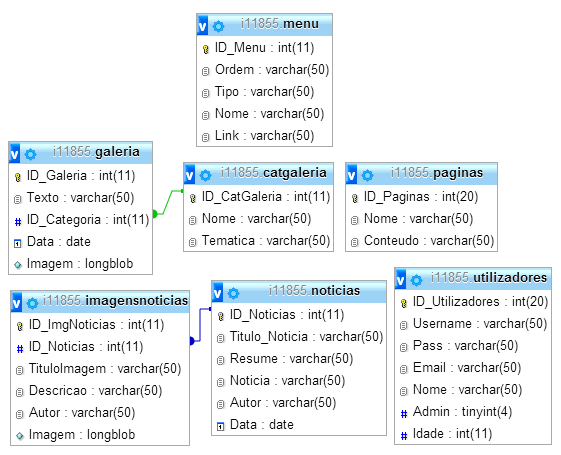 i11855.menu
ID_Menu : int(11)
Ordem : varchar(50)
Tipo : varchar(50)
Nome : varchar(50)
Link : varchar(50)
i11855.galeria
ID_Galeria : int(11)
Texto : varchar(50)
ID_Categoria : int(11)
Data : date
Imagem : longblob
i11855.catgaleria
ID_CatGaleria : int(11)
Nome : varchar(50)
Tematica : varchar(50)
i11855.paginas
ID_Paginas : int(20)
Nome : varchar(50)
Conteudo : varchar(50)
i11855.imagensnoticias
ID_ImgNoticias : int(11)
ID_Noticias : int(11)
TituloImagem : varchar(50)
Descricao : varchar(50)
Autor : varchar(50)
Imagem : longblob
i11855.noticias
ID_Noticias : int(11)
Titulo_Noticia : varchar(50)
Resume : varchar(50)
Noticia : varchar(50)
Autor : varchar(50)
Data : date
i11855.utilizadores
ID_Utilizadores : int(20)
Username : varchar(50)
Pass : varchar(50)
Email : varchar(50)
Nome : varchar(50)
Admin : tinyint(4)
Idade : int(11)